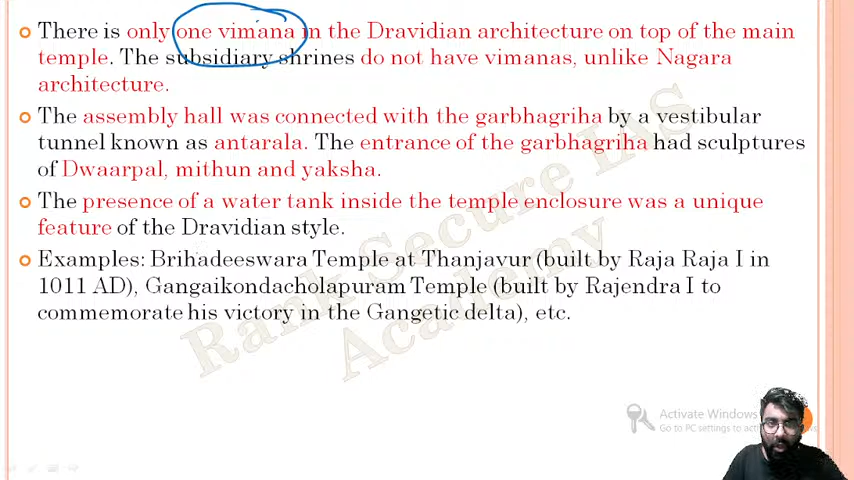 There is only one vimana in the Dravidian architecture on top of the main
temple. The subsidiary shrines do not have vimanas, unlike Nagara
architecture.
The assembly hall was connected with the garbhagriha by a vestibular
tunnel known as antarala. The entrance of the garbhagriha had sculptures
of Dwaarpal, mithun and yaksha.
The presence of a water tank inside the temple enclosure was a unique
feature of the Dravidian style.
Examples: Brihadeeswara Temple at Thanjavur (built by Raja Raja I in
1011 AD), Gangaikondacholapuram Temple (built by Rajendra I to
commemorate his victory in the Gangetic delta), etc.
Rank Secure IAS
Academy
Activate Windows
Go to PC settings to